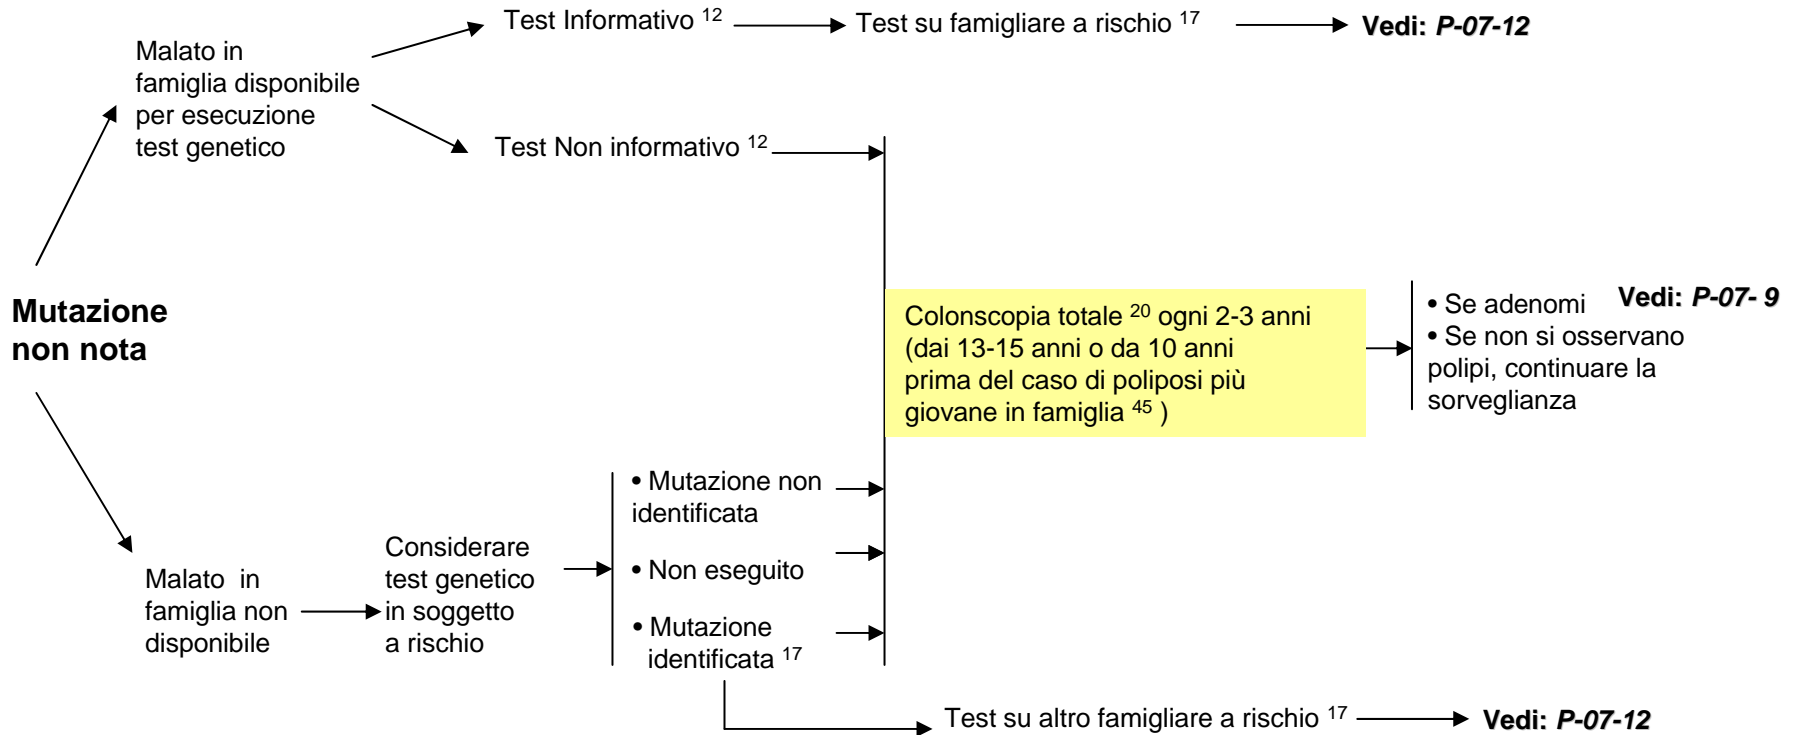 Test Informativo 12
Test su famigliare a rischio 17
Vedi: P-07-12
Malato in
famiglia disponibile
per esecuzione
test genetico
Test Non informativo 12
Mutazione
non nota
Colonscopia totale 20 ogni 2-3 anni
(dai 13-15 anni o da 10 anni
prima del caso di poliposi più
giovane in famiglia 45 )
• Se adenomi
Vedi: P-07- 9
• Se non si osservano
polipi, continuare la
sorveglianza
Malato in
famiglia non
disponibile
Considerare
test genetico
in soggetto
a rischio
• Mutazione non
identificata
• Non eseguito
• Mutazione
identificata 17
Test su altro famigliare a rischio 17
Vedi: P-07-12